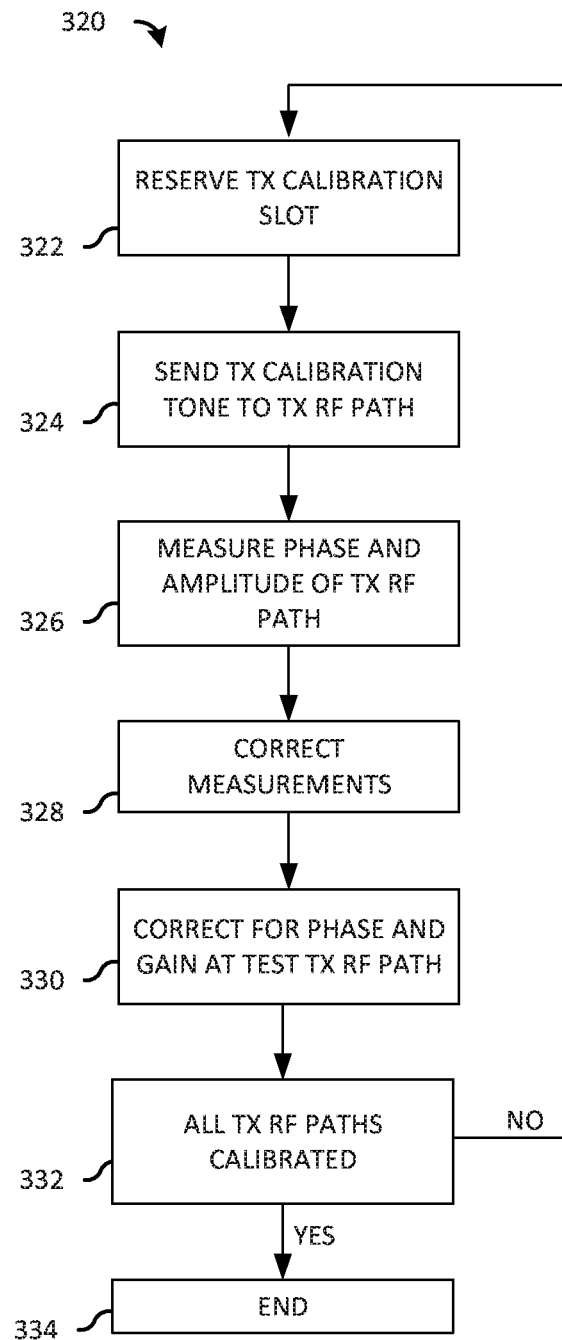 320
RESERVE TX CALIBRATION
SLOT
322
SEND TX CALIBRATION
TONE TO TX RF PATH
324
MEASURE PHASE AND
AMPLITUDE OF TX RF
PATH
326
CORRECT
MEASUREMENTS
328
CORRECT FOR PHASE AND
GAIN AT TEST TX RF PATH
330
ALL TX RF PATHS
CALIBRATED
NO
332
YES
END
334